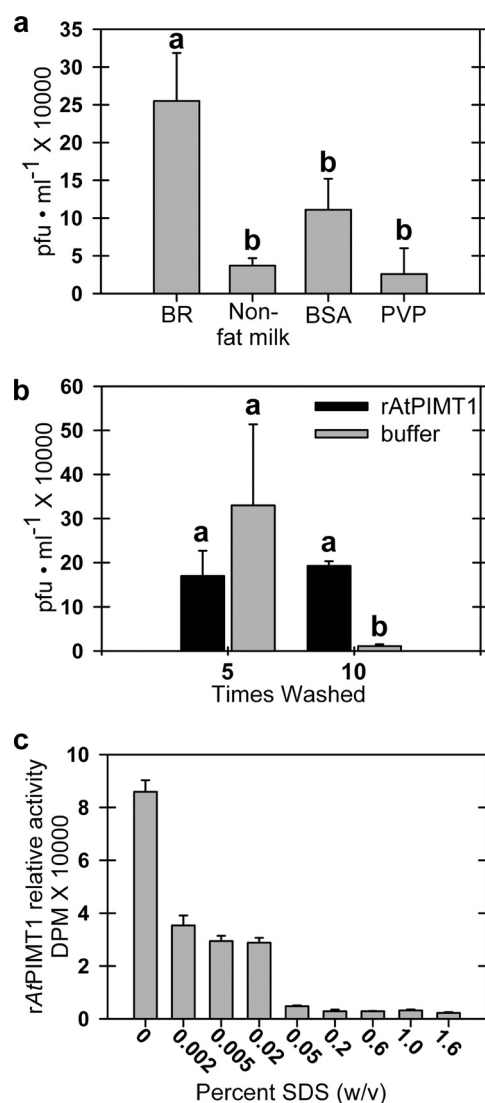 a
35
30
25
20
15
10
5
0
pfu • ml⁻¹ X 10000
a
b
b
b
BR
Non-
fat milk
BSA
PVP
b
60
50
40
30
20
10
0
pfu • ml⁻¹ X 10000
rAtPIMT1
buffer
a
a
a
b
5
10
Times Washed
c
10
8
6
4
2
0
rAtPIMT1 relative activity
DPM X 10000
0
0.002
0.005
0.02
0.05
0.2
0.6
1.0
1.6
Percent SDS (w/v)